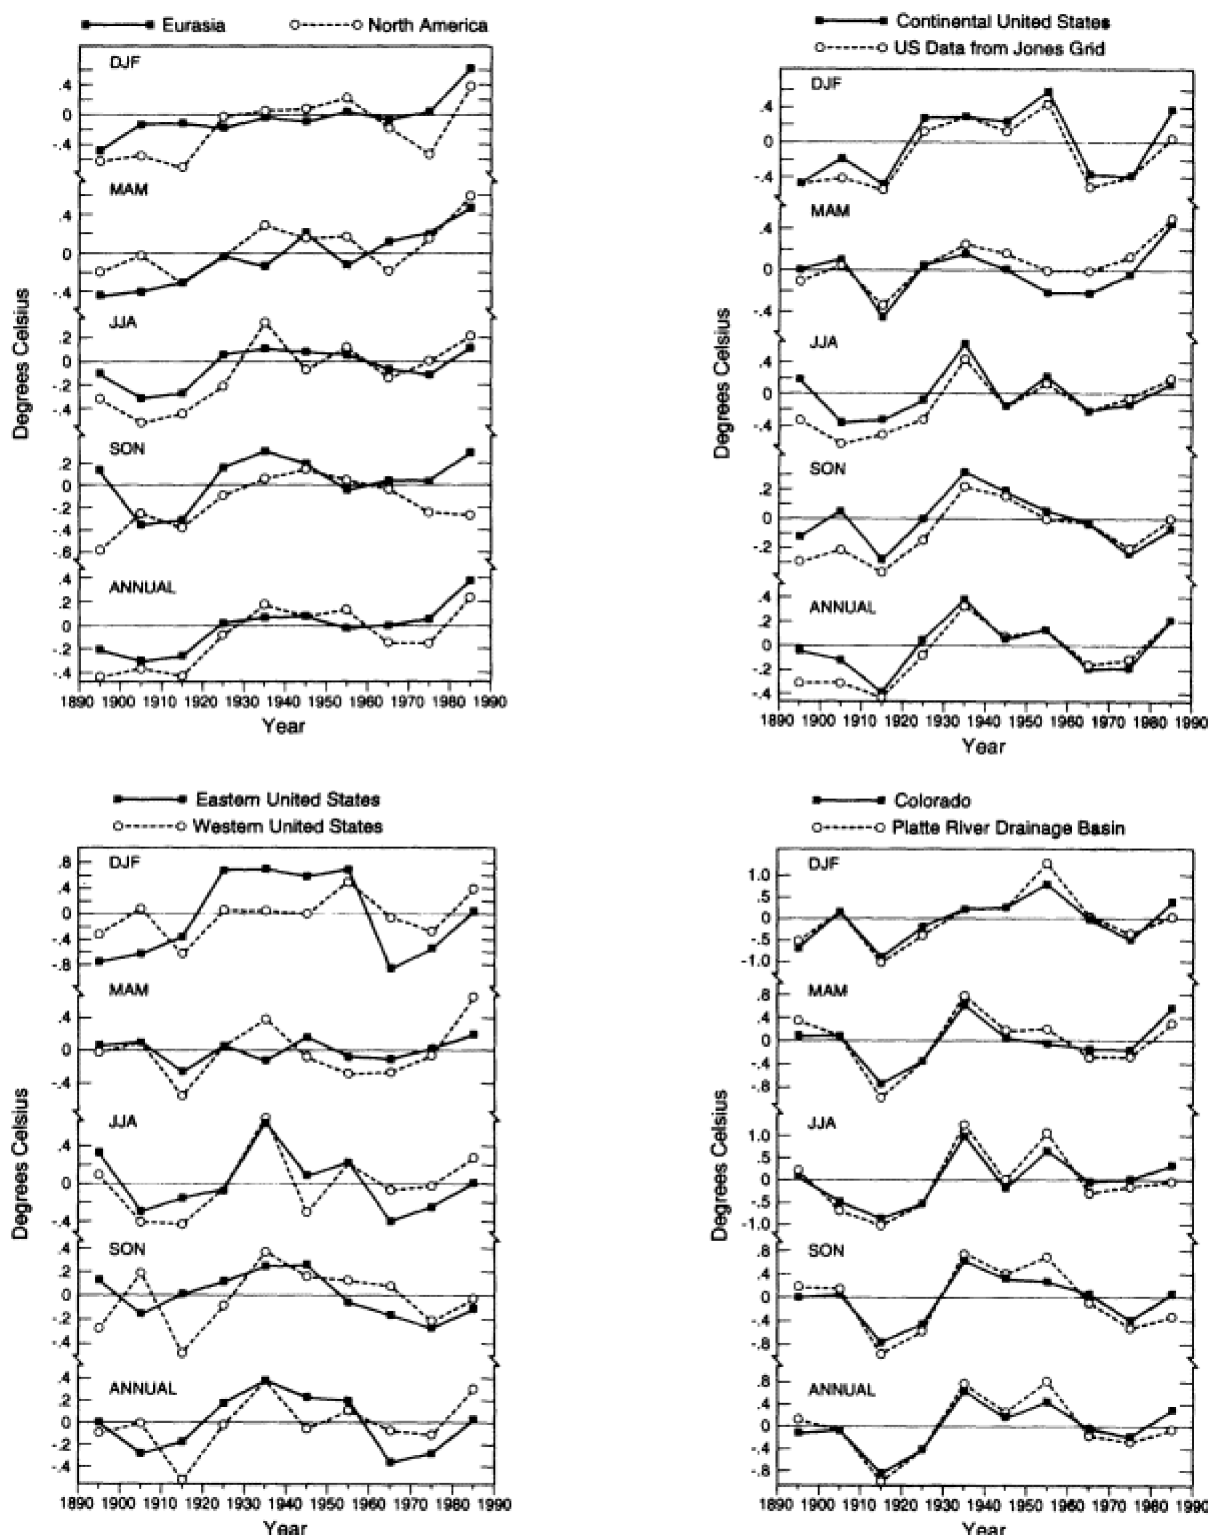 Eurasia North America
DJF
.4
0
-.4
MAM
.4
0
-.4
JJA
.2
0
-.2
-.4
SON
.2
0
-.2
-.4
-.6
ANNUAL
.4
.2
0
-.2
-.4
Degrees Celsius
1890 1900 1910 1920 1930 1940 1950 1960 1970 1980 1990
Year
Continental United States
US Data from Jones Grid
DJF
.4
0
-.4
MAM
.4
0
-.4
JJA
.4
0
-.4
SON
.2
0
-.2
ANNUAL
.4
.2
0
-.2
-.4
Degrees Celsius
1890 1900 1910 1920 1930 1940 1950 1960 1970 1980 1990
Year
Eastern United States
Western United States
DJF
.8
.4
0
-.4
-.8
MAM
.4
0
-.4
JJA
.4
0
-.4
SON
.4
.2
0
-.2
-.4
ANNUAL
.4
.2
0
-.2
-.4
Degrees Celsius
1890 1900 1910 1920 1930 1940 1950 1960 1970 1980 1990
Year
Colorado
Platte River Drainage Basin
DJF
1.0
.5
0
-.5
-1.0
MAM
.8
.4
0
-.4
-.8
JJA
1.0
.5
0
-.5
-1.0
SON
.8
.4
0
-.4
-.8
ANNUAL
.8
.4
0
-.4
-.8
Degrees Celsius
1890 1900 1910 1920 1930 1940 1950 1960 1970 1980 1990
Year